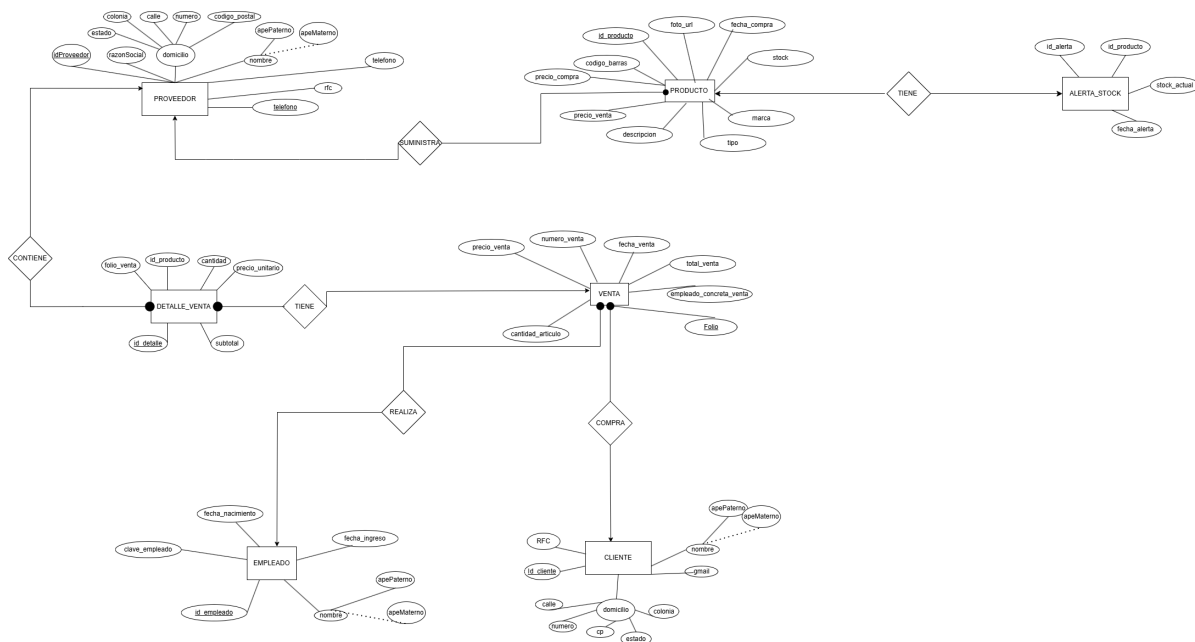 colonia
calle
numero
codigo_postal
estado
domicilio
apePaterno
apeMaterno
idProveedor
razonSocial
nombre
telefono
PROVEEDOR
rfc
telefono
id_producto
foto_url
fecha_compra
codigo_barras
stock
precio_compra
PRODUCTO
precio_venta
descripcion
marca
tipo
TIENE
id_alerta
id_producto
ALERTA_STOCK
stock_actual
fecha_alerta
SUMINISTRA
CONTIENE
folio_venta
id_producto
cantidad
precio_unitario
DETALLE_VENTA
id_detalle
subtotal
TIENE
precio_venta
numero_venta
fecha_venta
total_venta
VENTA
empleado_concreta_venta
cantidad_articulo
Folio
REALIZA
COMPRA
fecha_nacimiento
clave_empleado
fecha_ingreso
EMPLEADO
id_empleado
nombre
apePaterno
apeMaterno
RFC
CLIENTE
apePaterno
apeMaterno
nombre
Id_cliente
gmail
calle
domicilio
colonia
numero
cp
estado